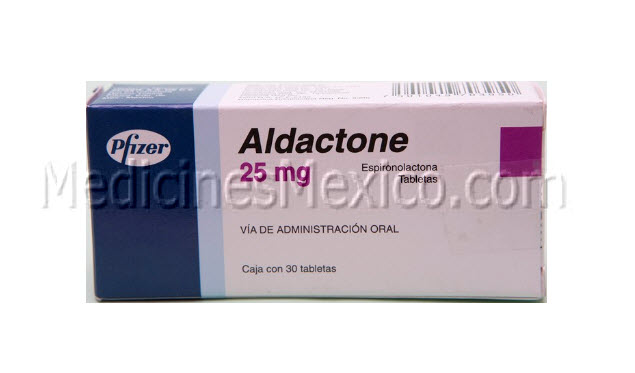 Pfizer
Aldactone
25 mg
Espironolactona
Tabletas
MedicinesMexico.com
VÍA DE ADMINISTRACIÓN ORAL
Caja con 30 tabletas